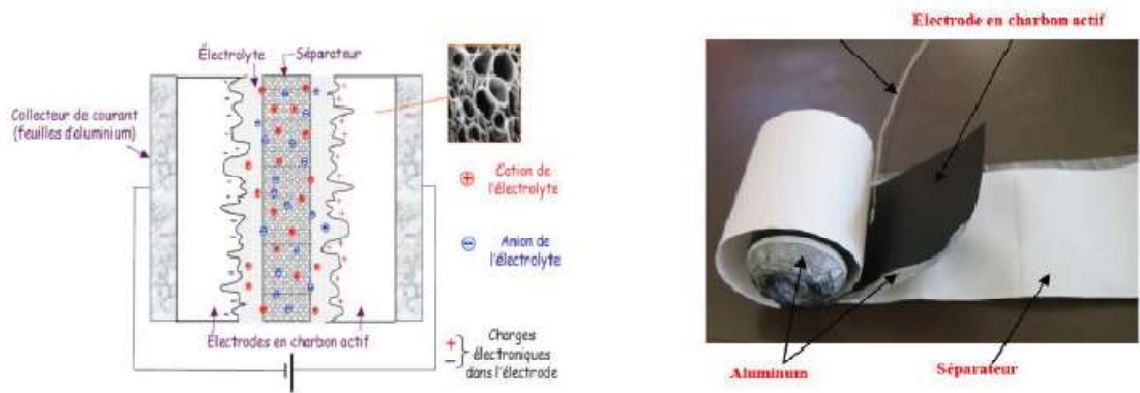 Électrolyte
Séparateur
Collecteur de courant
(feuilles d'aluminium)
Cation de
l'électrolyte
Anion de
l'électrolyte
Électrodes en charbon actif
Charges
électroniques
dans l'électrode
Electrode en charbon actif
Aluminum
Séparateur